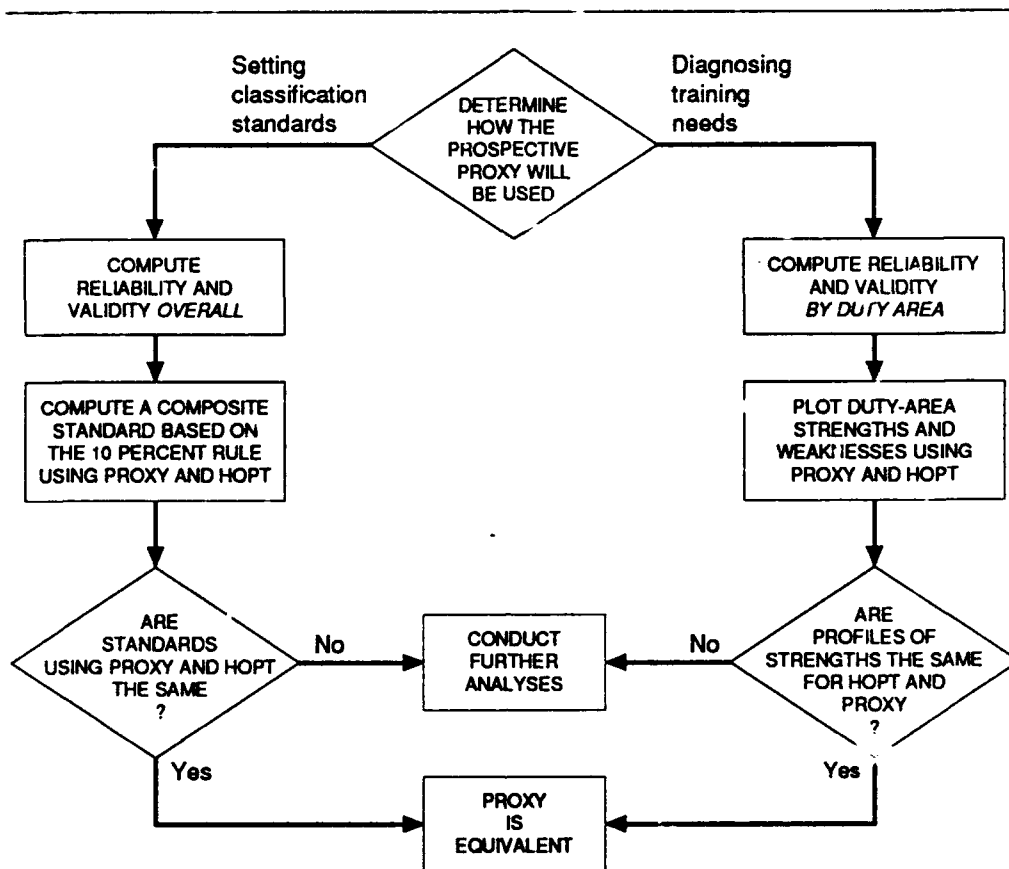 Setting
classification
standards
DETERMINE
HOW THE
PROSPECTIVE
PROXY WILL
BE USED
Diagnosing
training
needs
COMPUTE
RELIABILITY AND
VALIDITY OVERALL
COMPUTE RELIABILITY
AND VALIDITY
BY DUTY AREA
COMPUTE A COMPOSITE
STANDARD BASED ON
THE 10 PERCENT RULE
USING PROXY AND HOPT
PLOT DUTY-AREA
STRENGTHS AND
WEAKNESSES USING
PROXY AND HOPT
ARE
STANDARDS
USING PROXY AND HOPT
THE SAME
?
No
CONDUCT
FURTHER
ANALYSES
No
ARE
PROFILES OF
STRENGTHS THE SAME
FOR HOPT AND
PROXY
?
Yes
PROXY
IS
EQUIVALENT
Yes